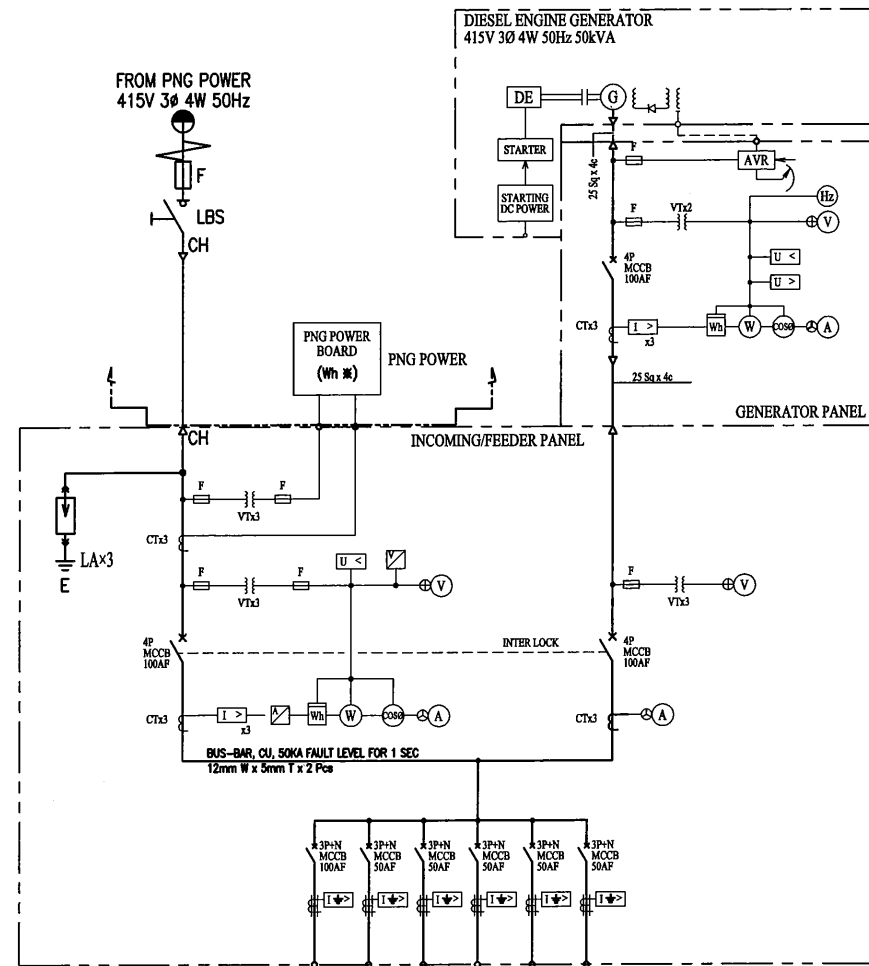 DIESEL ENGINE GENERATOR
415V 3Ø 4W 50Hz 50kVA
FROM PNG POWER
415V 3ø 4W 50Hz
DE
G
F
LBS
CH
STARTER
STARTING
DC POWER
25 Sq x 4c
F
AVR
Hz
F
VTx2
V
4P
MCCB
100AF
U <
U >
CTx3
I >
x3
Wh
W
COSØ
A
25 Sq x 4c
PNG POWER
BOARD
(Wh ※)
PNG POWER
GENERATOR PANEL
CH
INCOMING/FEEDER PANEL
F
VTx3
F
LA×3
E
CTx3
U <
V
F
VTx3
F
V
F
VTx3
V
4P
MCCB
100AF
INTER LOCK
4P
MCCB
100AF
CTx3
I >
x3
A
Wh
W
COSØ
A
CTx3
A
BUS-BAR, CU, 50KA FAULT LEVEL FOR 1 SEC
12mm W x 5mm T x 2 Pcs
3P+N
MCCB
100AF
3P+N
MCCB
50AF
3P+N
MCCB
50AF
3P+N
MCCB
50AF
3P+N
MCCB
50AF
3P+N
MCCB
50AF
I ⏚>
I ⏚>
I ⏚>
I ⏚>
I ⏚>
I ⏚>